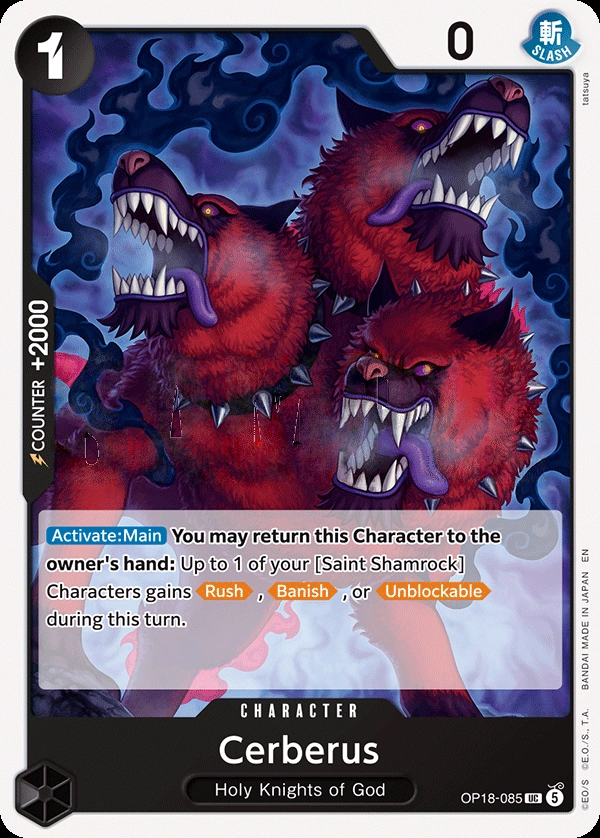 1
0
斬
SLASH
tatsuya
COUNTER +2000
Activate:Main You may return this Character to the
owner's hand: Up to 1 of your [Saint Shamrock]
Characters gains Rush , Banish , or Unblockable
during this turn.
BANDAI MADE IN JAPAN EN
©E.O./S., T.A.
©EO/S
CHARACTER
Cerberus
Holy Knights of God
OP18-085 UC 5